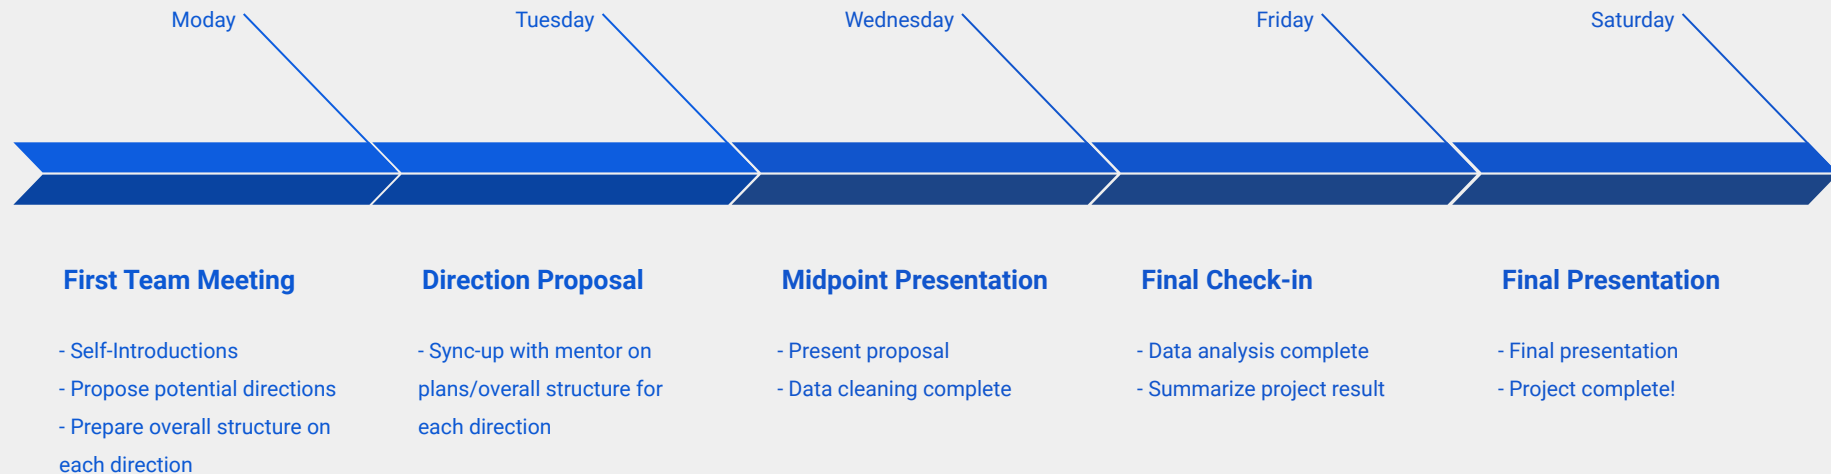 Moday
Tuesday
Wednesday
Friday
Saturday
First Team Meeting
- Self-Introductions
- Propose potential directions
- Prepare overall structure on
each direction
Direction Proposal
- Sync-up with mentor on
plans/overall structure for
each direction
Midpoint Presentation
- Present proposal
- Data cleaning complete
Final Check-in
- Data analysis complete
- Summarize project result
Final Presentation
- Final presentation
- Project complete!